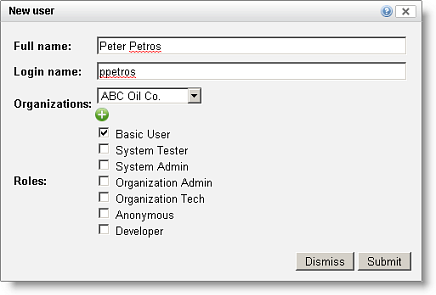 New user
Full name: Peter Petros
Login name: ppetros
Organizations: ABC Oil Co.
Roles:
Basic User
System Tester
System Admin
Organization Admin
Organization Tech
Anonymous
Developer
Dismiss Submit